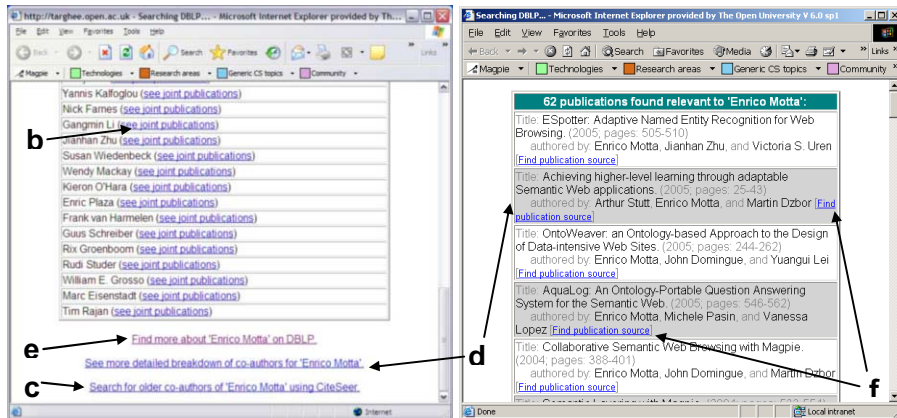 http://targhee.open.ac.uk - Searching DBLP... - Microsoft Internet Explorer provided by Th...
File Edit View Favorites Tools Help
Back Search Favorites Links
Magpie Technologies Research areas Generic CS topics Community
Yannis Kalfoglou (see joint publications)
Nick Farnes (see joint publications)
Gangmin Li (see joint publications)
Jianhan Zhu (see joint publications)
Susan Wiedenbeck (see joint publications)
Wendy Mackay (see joint publications)
Kieron O'Hara (see joint publications)
Enric Plaza (see joint publications)
Frank van Harmelen (see joint publications)
Guus Schreiber (see joint publications)
Rix Groenboom (see joint publications)
Rudi Studer (see joint publications)
William E. Grosso (see joint publications)
Marc Eisenstadt (see joint publications)
Tim Rajan (see joint publications)
Find more about 'Enrico Motta' on DBLP.
See more detailed breakdown of co-authors for 'Enrico Motta'.
Search for older co-authors of 'Enrico Motta' using CiteSeer.
Internet
b
e
c
d
f
Searching DBLP... - Microsoft Internet Explorer provided by The Open University V 6.0 sp1
File Edit View Favorites Tools Help
Back Search Favorites Media Links
Magpie Technologies Research areas Generic CS topics Community
62 publications found relevant to 'Enrico Motta':
Title: ESpotter: Adaptive Named Entity Recognition for Web
Browsing. (2005; pages: 505-510)
authored by: Enrico Motta, Jianhan Zhu, and Victoria S. Uren
[Find publication source]
Title: Achieving higher-level learning through adaptable
Semantic Web applications. (2005; pages: 25-43)
authored by: Arthur Stutt, Enrico Motta, and Martin Dzbor [Find
publication source]
Title: OntoWeaver: an Ontology-based Approach to the Design
of Data-intensive Web Sites. (2005; pages: 244-262)
authored by: Enrico Motta, John Domingue, and Yuangui Lei
[Find publication source]
Title: AquaLog: An Ontology-Portable Question Answering
System for the Semantic Web. (2005; pages: 546-562)
authored by: Enrico Motta, Michele Pasin, and Vanessa
Lopez [Find publication source]
Title: Collaborative Semantic Web Browsing with Magpie.
(2004; pages: 388-401)
authored by: Enrico Motta, John Domingue, and Martin Dzbor
[Find publication source]
Done Local intranet